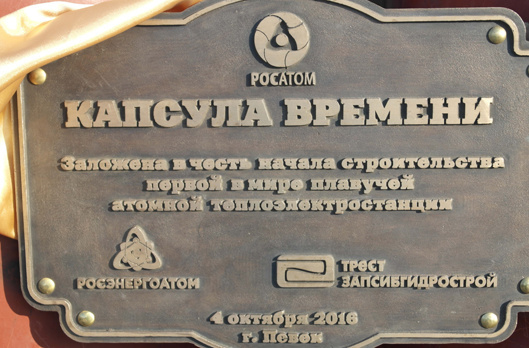 РОСАТОМ
КАПСУЛА ВРЕМЕНИ
Заложена в честь начала строительства
первой в мире плавучей
атомной теплоэлектростанции
РОСЭНЕРГОАТОМ
ТРЕСТ
ЗАПСИБГИДРОСТРОЙ
4 октября 2016
г. Певек